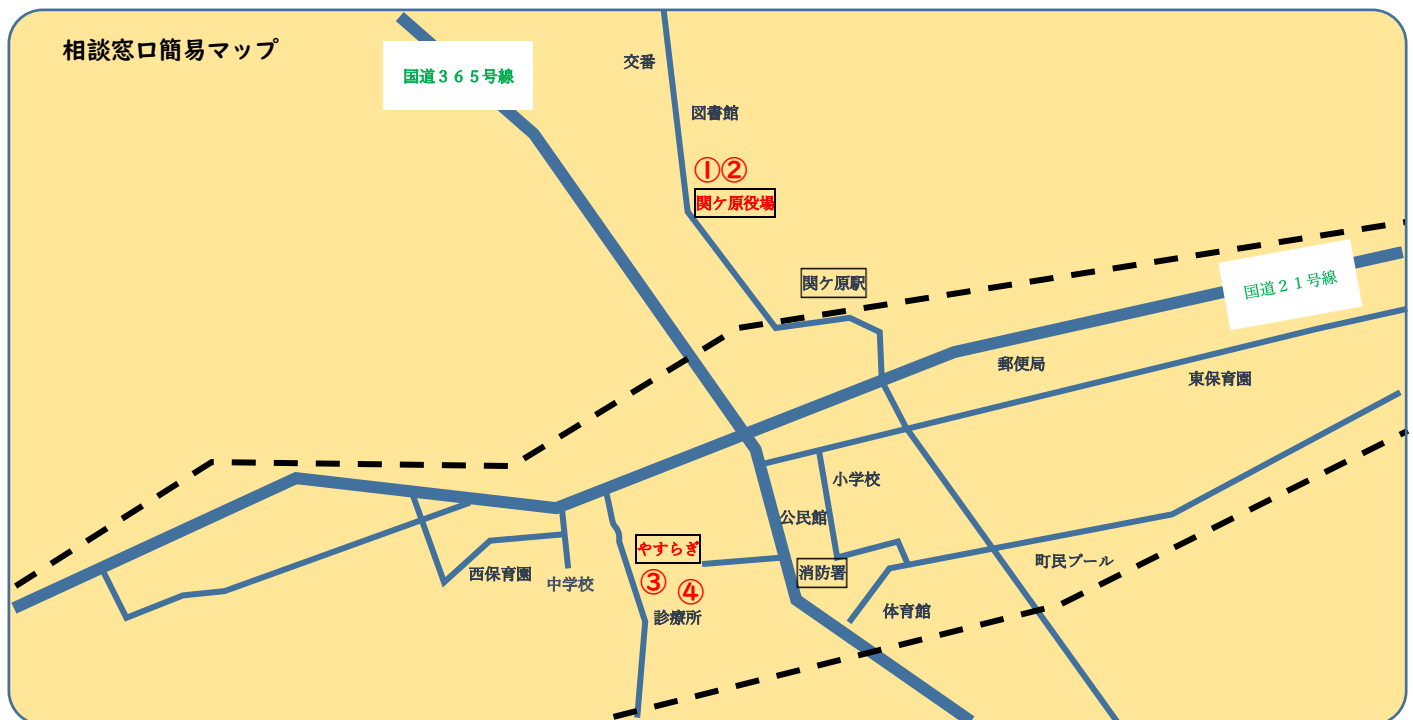 相談窓口簡易マップ
国道３６５号線
交番
図書館
①②
関ケ原役場
関ケ原駅
国道２１号線
郵便局
東保育園
小学校
公民館
やすらぎ
消防署
町民プール
西保育園
中学校
③
④
診療所
体育館